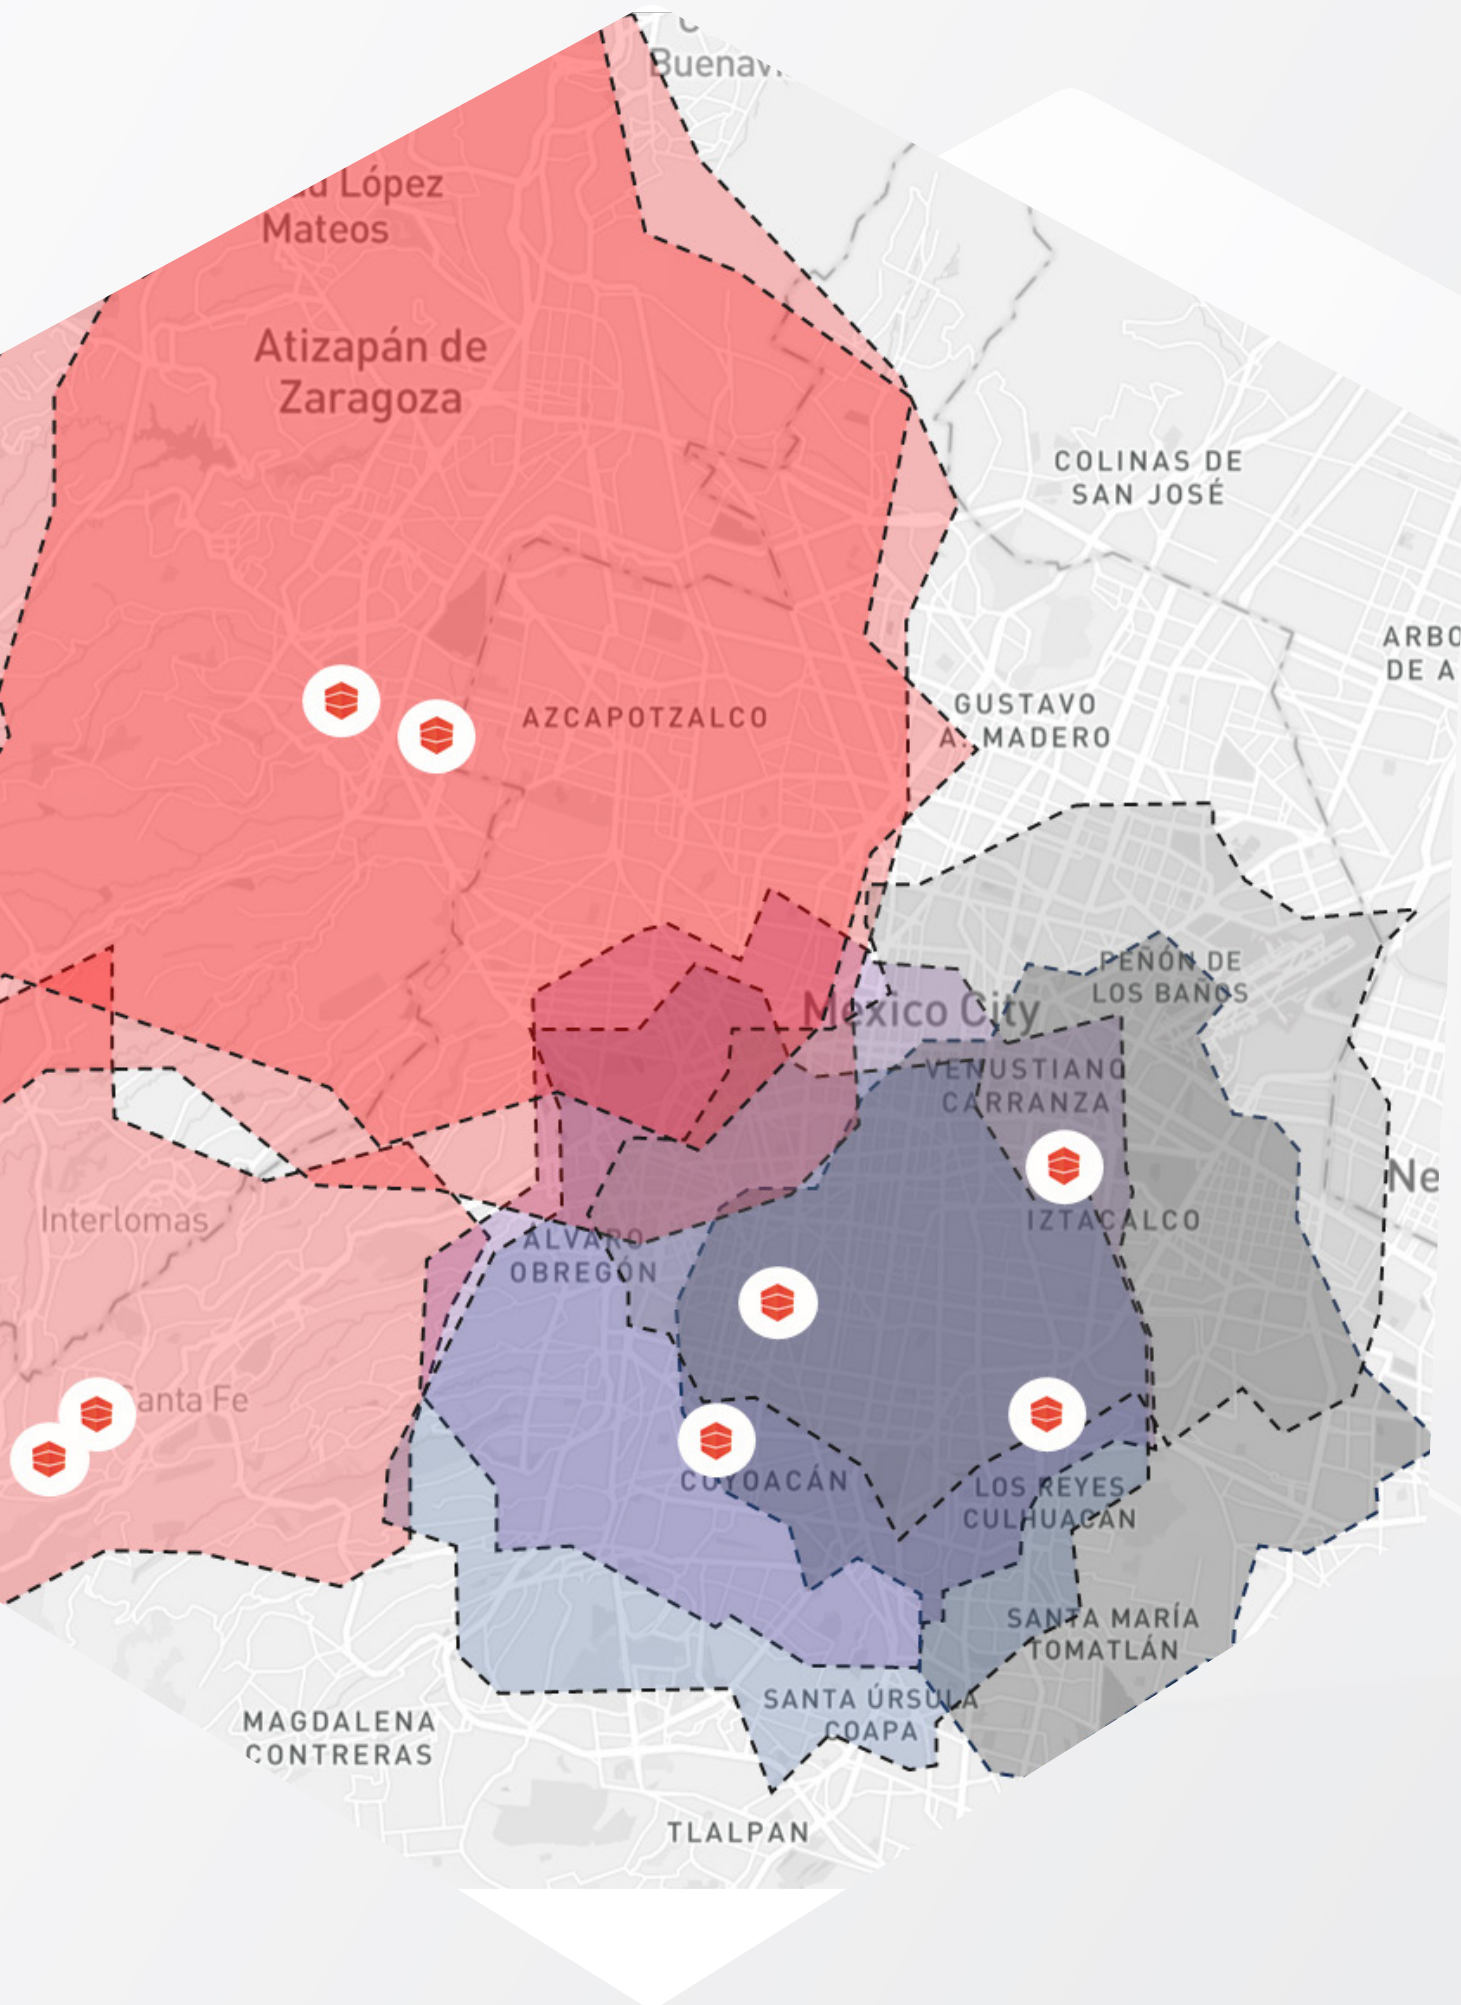 Buenav
López
Mateos
Atizapán de
Zaragoza
COLINAS DE
SAN JOSÉ
ARBO
DE A
GUSTAVO
A. MADERO
AZCAPOTZALCO
PEÑÓN DE
LOS BAÑOS
Mexico City
VENUSTIANO
CARRANZA
Ne
IZTACALCO
Interlomas
ÁLVARO
OBREGÓN
Santa Fe
COYOACÁN
LOS REYES
CULHUACÁN
SANTA MARÍA
TOMATLÁN
SANTA ÚRSULA
COAPA
MAGDALENA
CONTRERAS
TLALPAN